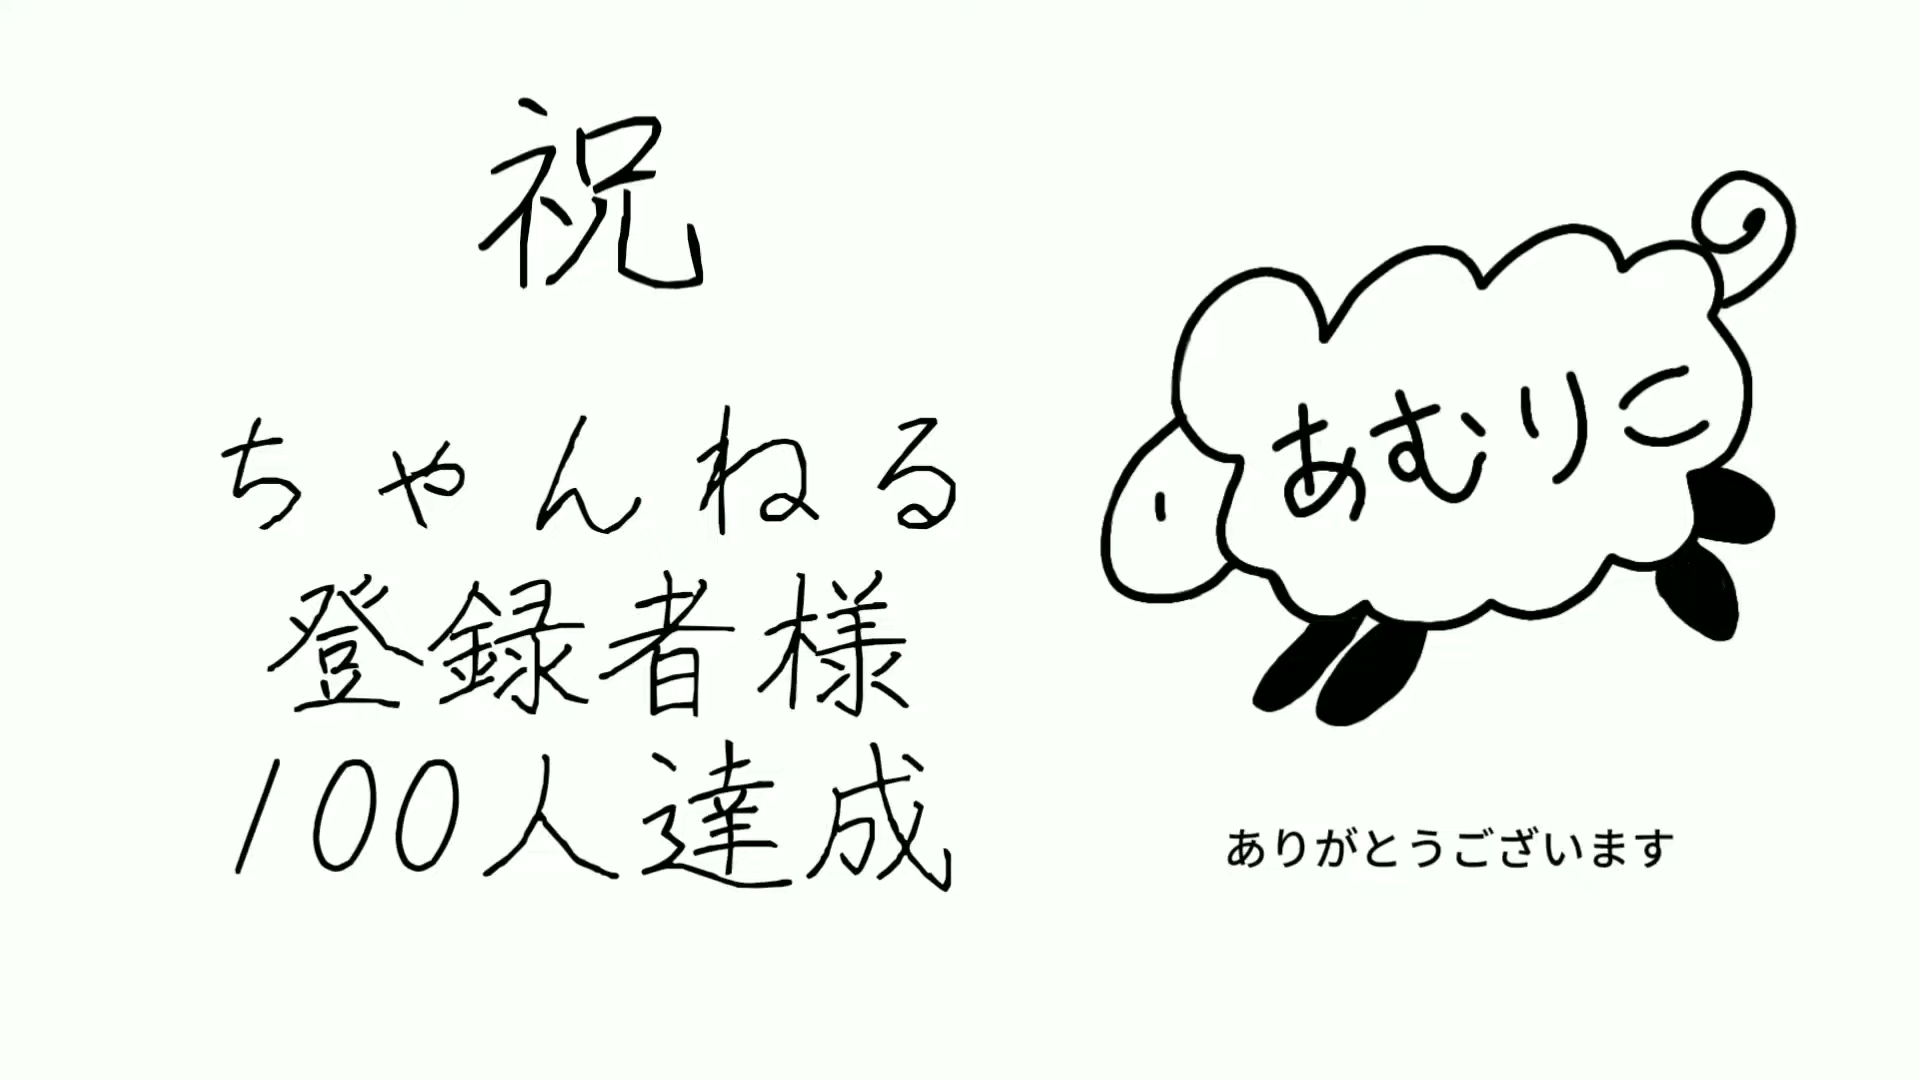 祝
ちゃんねる
登録者様
100人達成
あむりこ
ありがとうございます